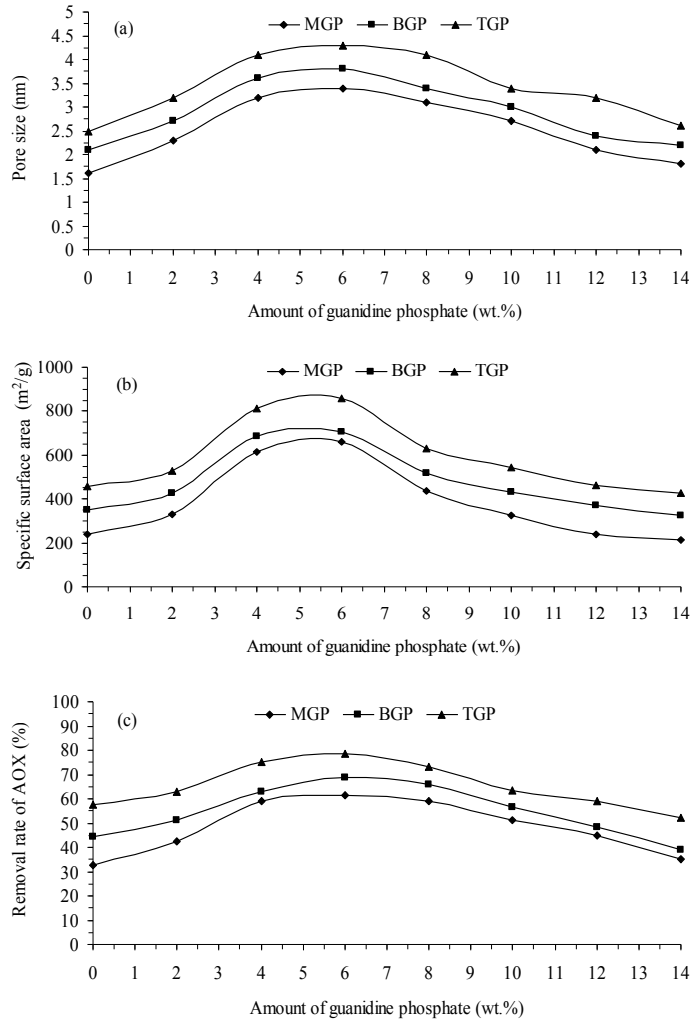 (a)
MGP BGP TGP
Pore size (nm)
5
4.5
4
3.5
3
2.5
2
1.5
1
0.5
0
0 1 2 3 4 5 6 7 8 9 10 11 12 13 14
Amount of guanidine phosphate (wt.%)
(b)
MGP BGP TGP
Specific surface area (m²/g)
1000
800
600
400
200
0
0 1 2 3 4 5 6 7 8 9 10 11 12 13 14
Amount of guanidine phosphate (wt.%)
(c)
MGP BGP TGP
Removal rate of AOX (%)
100
90
80
70
60
50
40
30
20
10
0
0 1 2 3 4 5 6 7 8 9 10 11 12 13 14
Amount of guanidine phosphate (wt.%)